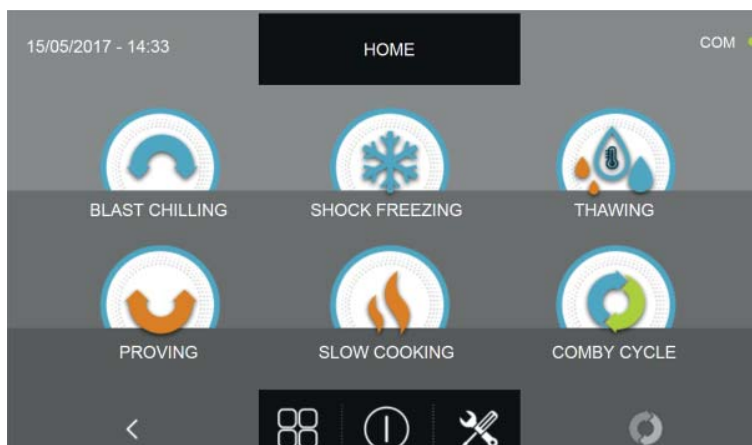 15/05/2017 - 14:33
HOME
COM
BLAST CHILLING
SHOCK FREEZING
THAWING
PROVING
SLOW COOKING
COMBY CYCLE